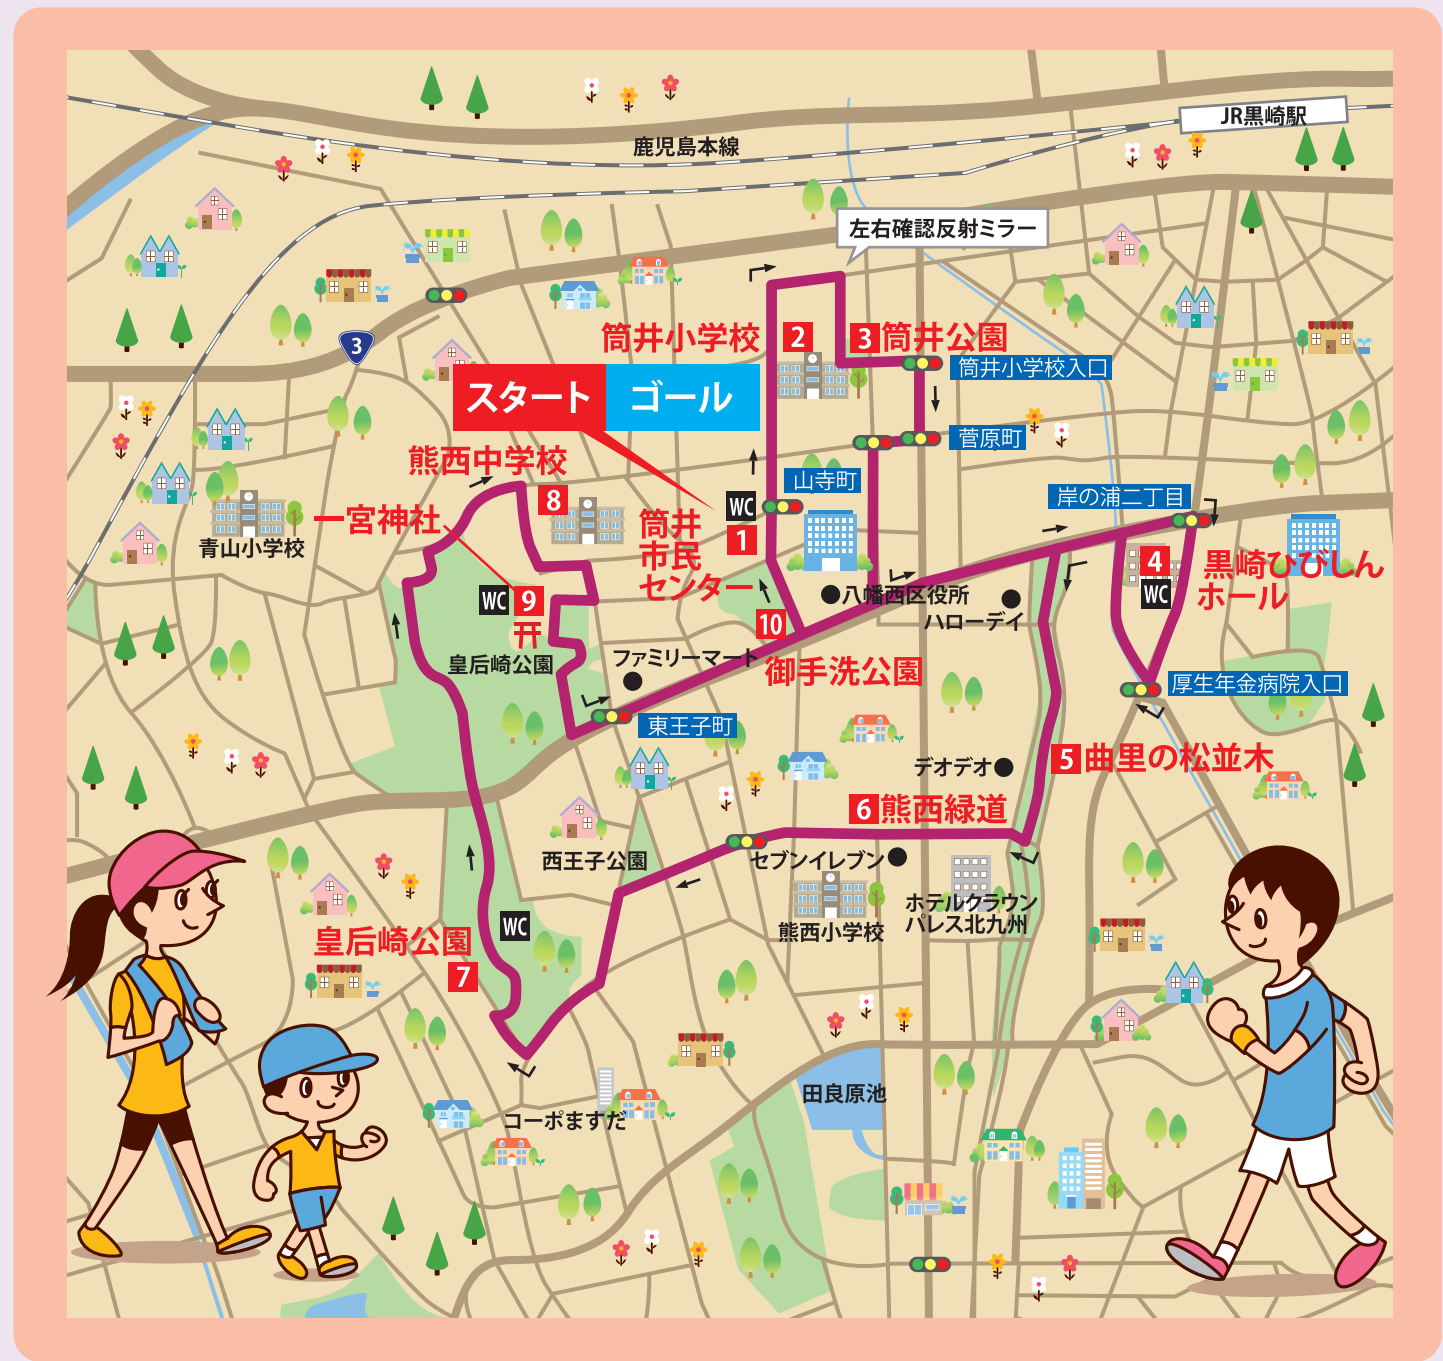 JR黒崎駅
鹿児島本線
左右確認反射ミラー
筒井小学校
2
3
筒井公園
3
筒井小学校入口
スタート
ゴール
菅原町
熊西中学校
8
山寺町
岸の浦二丁目
一宮神社
青山小学校
WC
1
筒井
市民
センター
4
WC
黒崎ひびしん
ホール
WC
9
八幡西区役所
ハローデイ
10
皇后崎公園
ファミリーマート
御手洗公園
厚生年金病院入口
東王子町
5
曲里の松並木
デオデオ
6
熊西緑道
西王子公園
セブンイレブン
ホテルクラウン
パレス北九州
熊西小学校
WC
皇后崎公園
7
田良原池
コーポますだ